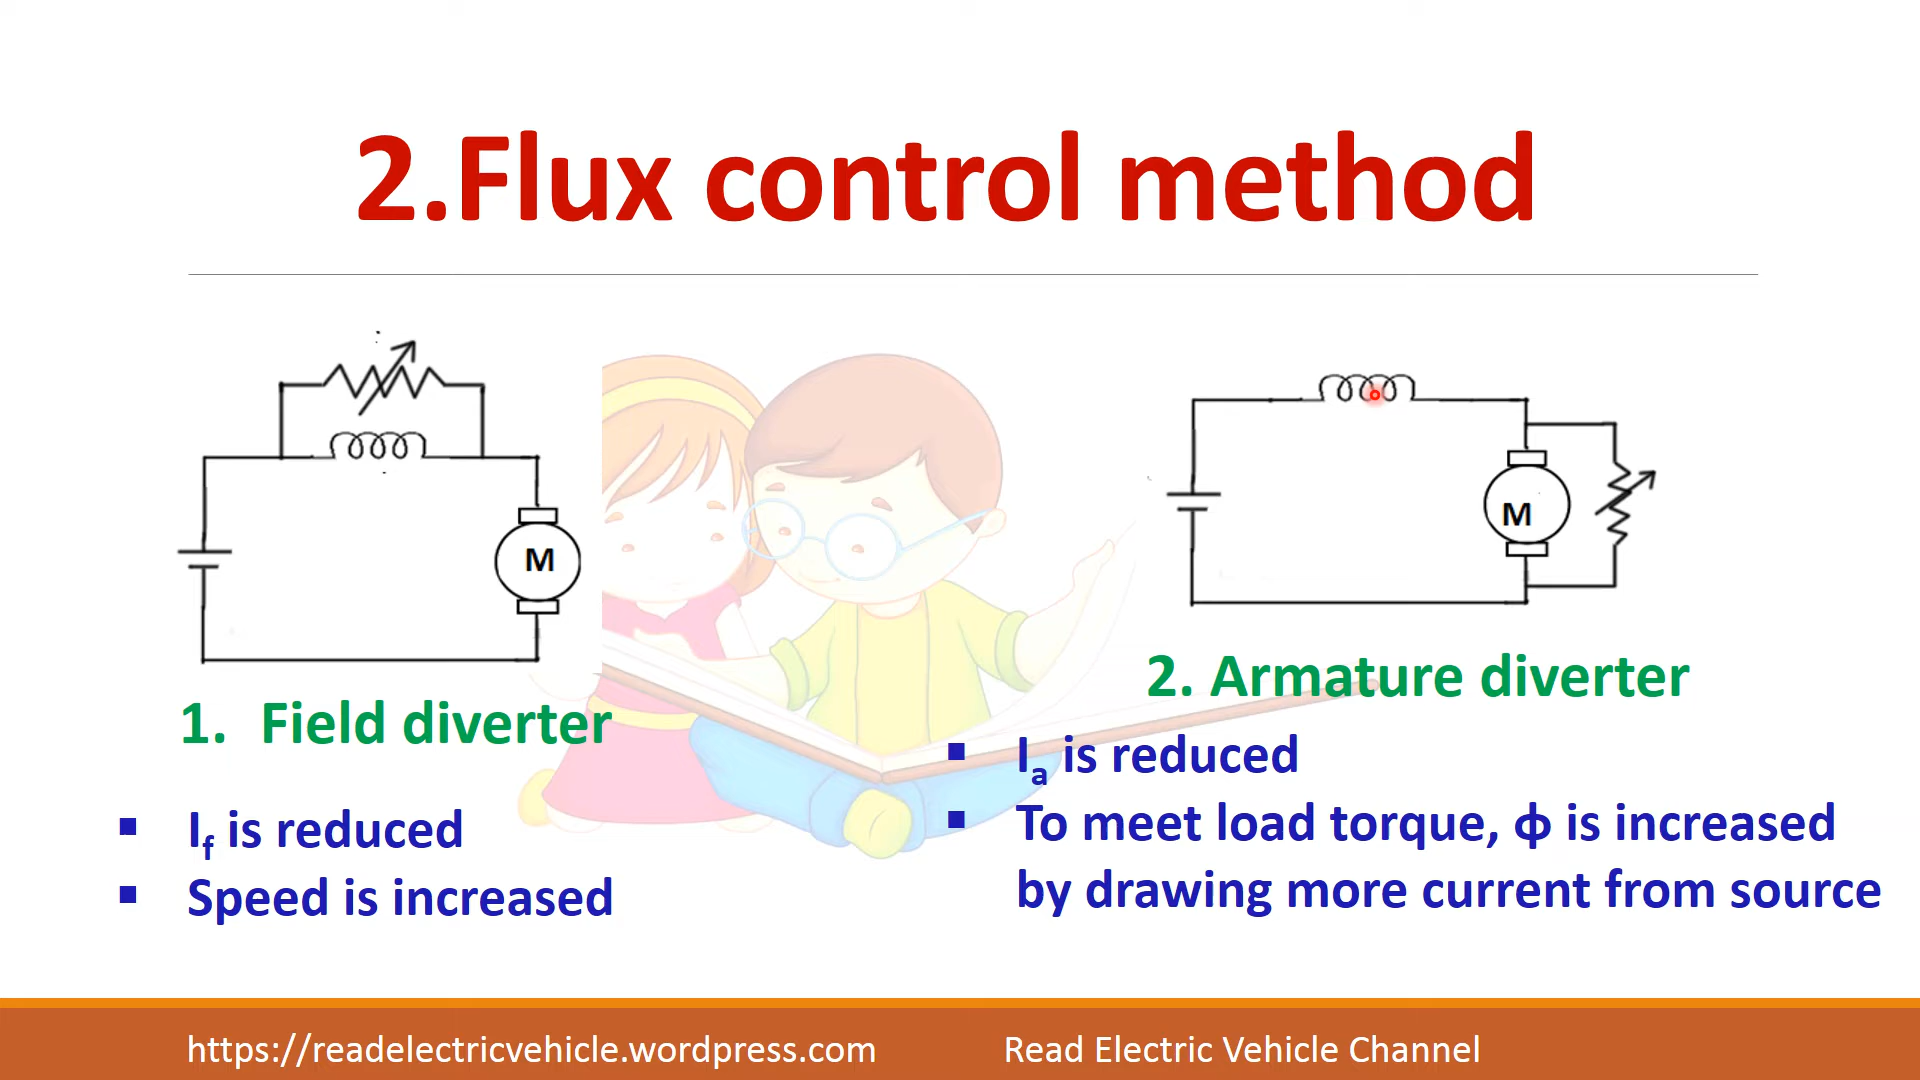 2.Flux control method
M
M
1. Field diverter
▪ If is reduced
▪ Speed is increased
2. Armature diverter
▪ Ia is reduced
▪ To meet load torque, ф is increased
by drawing more current from source
https://readelectricvehicle.wordpress.com
Read Electric Vehicle Channel